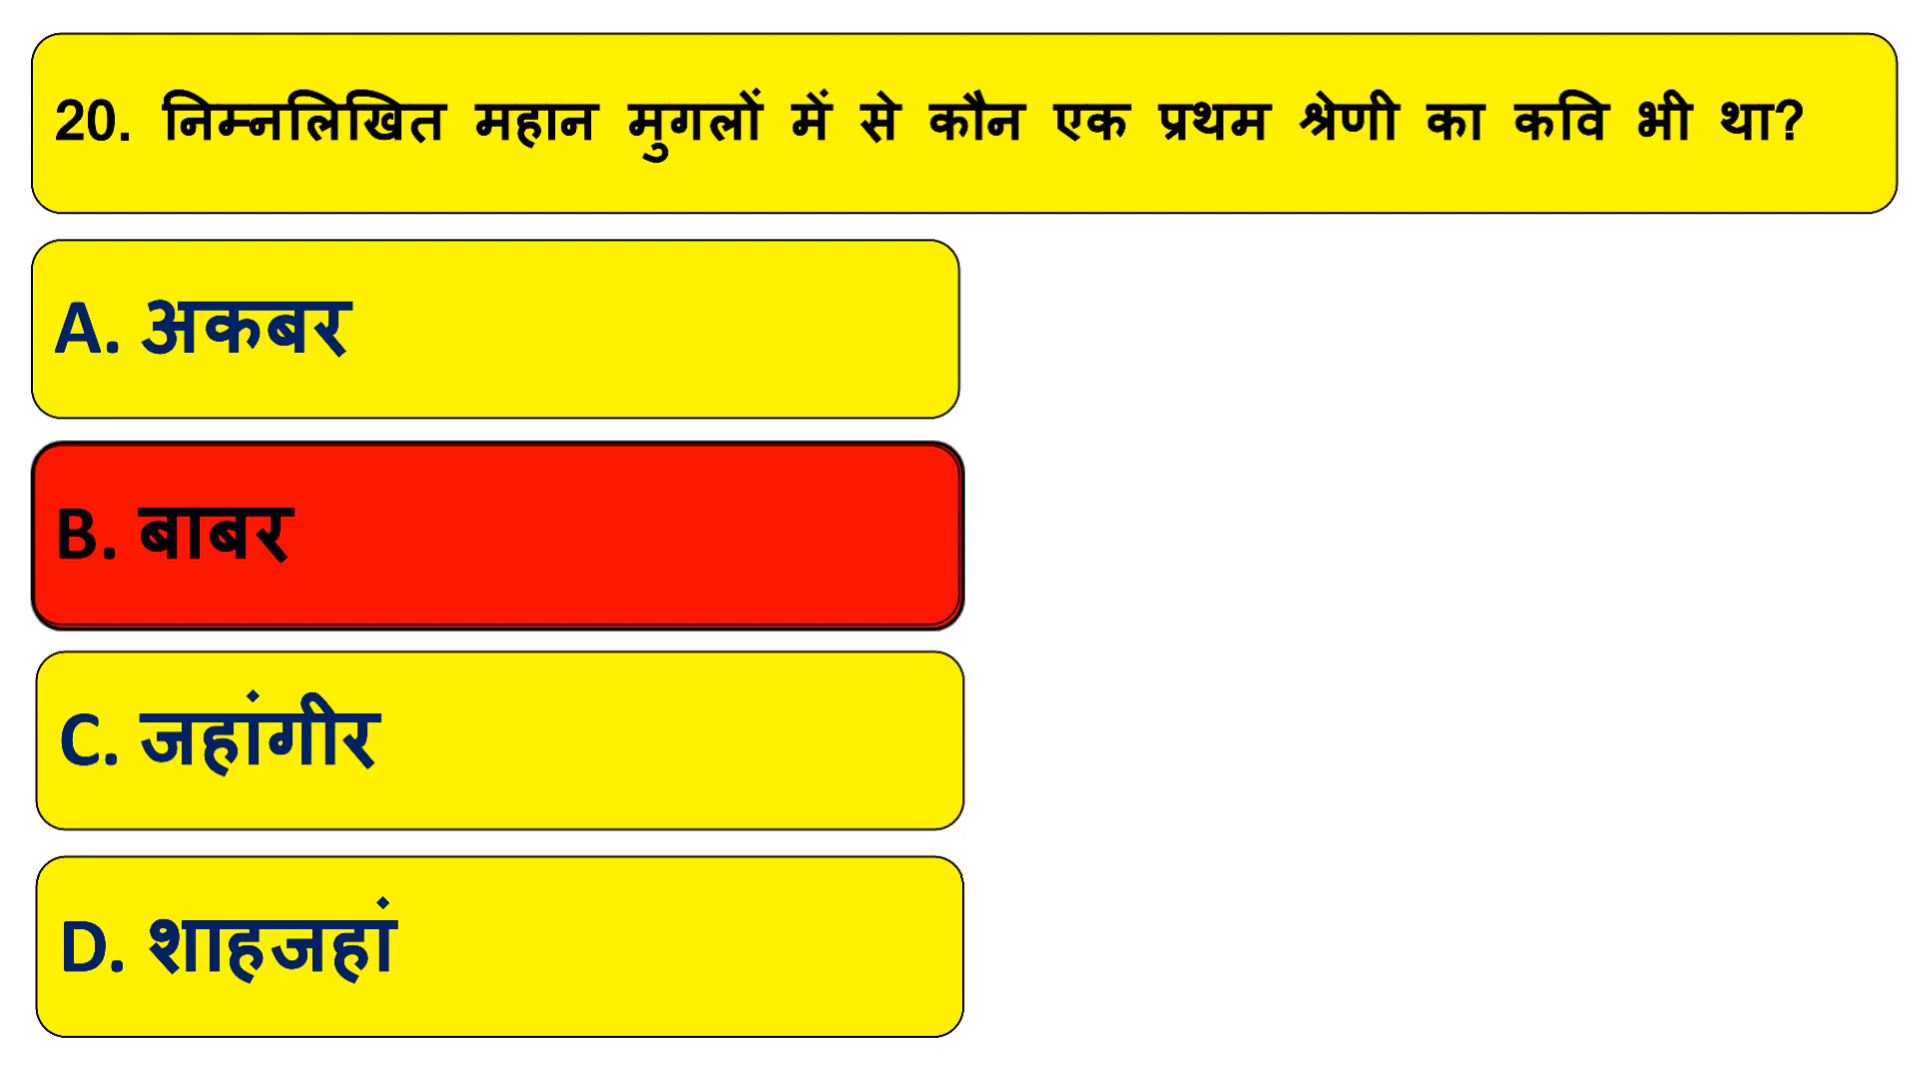 20. निम्नलिखित महान मुगलों में से कौन एक प्रथम श्रेणी का कवि भी था?
A. अकबर
B. बाबर
C. जहांगीर
D. शाहजहां